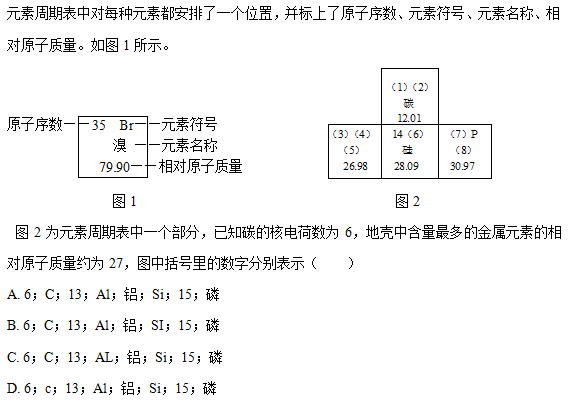 元素周期表中对每种元素都安排了一个位置，并标上了原子序数、元素符号、元素名称、相
对原子质量。如图1所示。
原子序数 35 Br 元素符号
溴 元素名称
79.90 相对原子质量
图1
（1）（2）
碳
12.01
（3）（4） 14（6） （7）P
（5） 硅 （8）
26.98 28.09 30.97
图2
图2为元素周期表中一个部分，已知碳的核电荷数为6，地壳中含量最多的金属元素的相
对原子质量约为27，图中括号里的数字分别表示（　　）
A. 6；C；13；Al；铝；Si；15；磷
B. 6；C；13；Al；铝；SI；15；磷
C. 6；C；13；AL；铝；Si；15；磷
D. 6；c；13；Al；铝；Si；15；磷